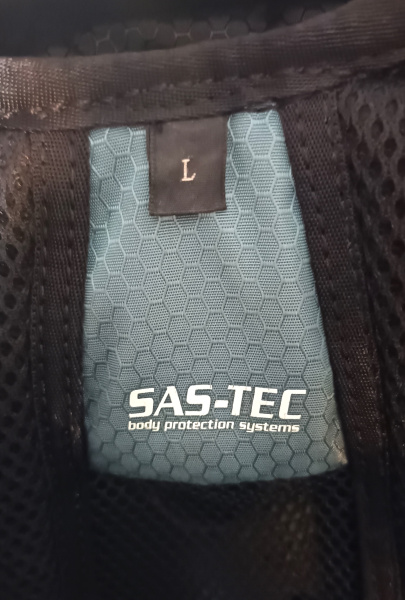 L
SAS-TEC
body protection systems